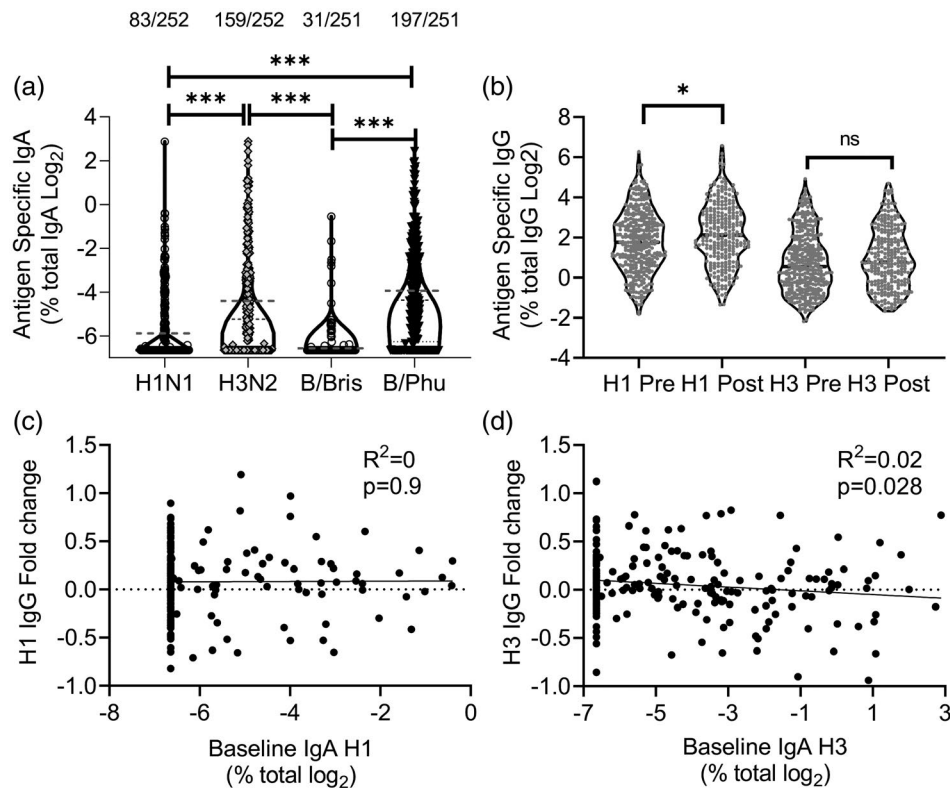 83/252 159/252 31/251 197/251
(a)
***
*** ***
***
Antigen Specific IgA
(% total IgA Log₂)
4
2
0
-2
-4
-6
H1N1 H3N2 B/Bris B/Phu
(b)
*
ns
Antigen Specific IgG
(% total IgG Log2)
8
6
4
2
0
-2
-4
H1 Pre H1 Post H3 Pre H3 Post
(c)
R²=0
p=0.9
H1 IgG Fold change
1.5
1.0
0.5
0.0
-0.5
-1.0
-8 -6 -4 -2 0
Baseline IgA H1
(% total log₂)
(d)
R²=0.02
p=0.028
H3 IgG Fold change
1.5
1.0
0.5
0.0
-0.5
-1.0
-7 -5 -3 -1 1 3
Baseline IgA H3
(% total log₂)